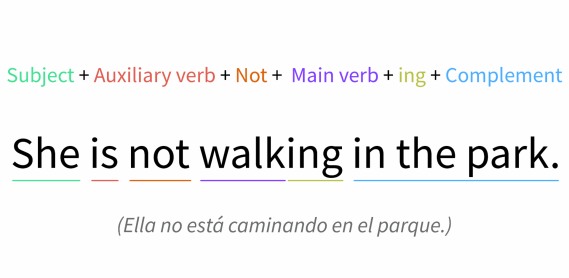 Subject + Auxiliary verb + Not + Main verb + ing + Complement
She is not walking in the park.
(Ella no está caminando en el parque.)